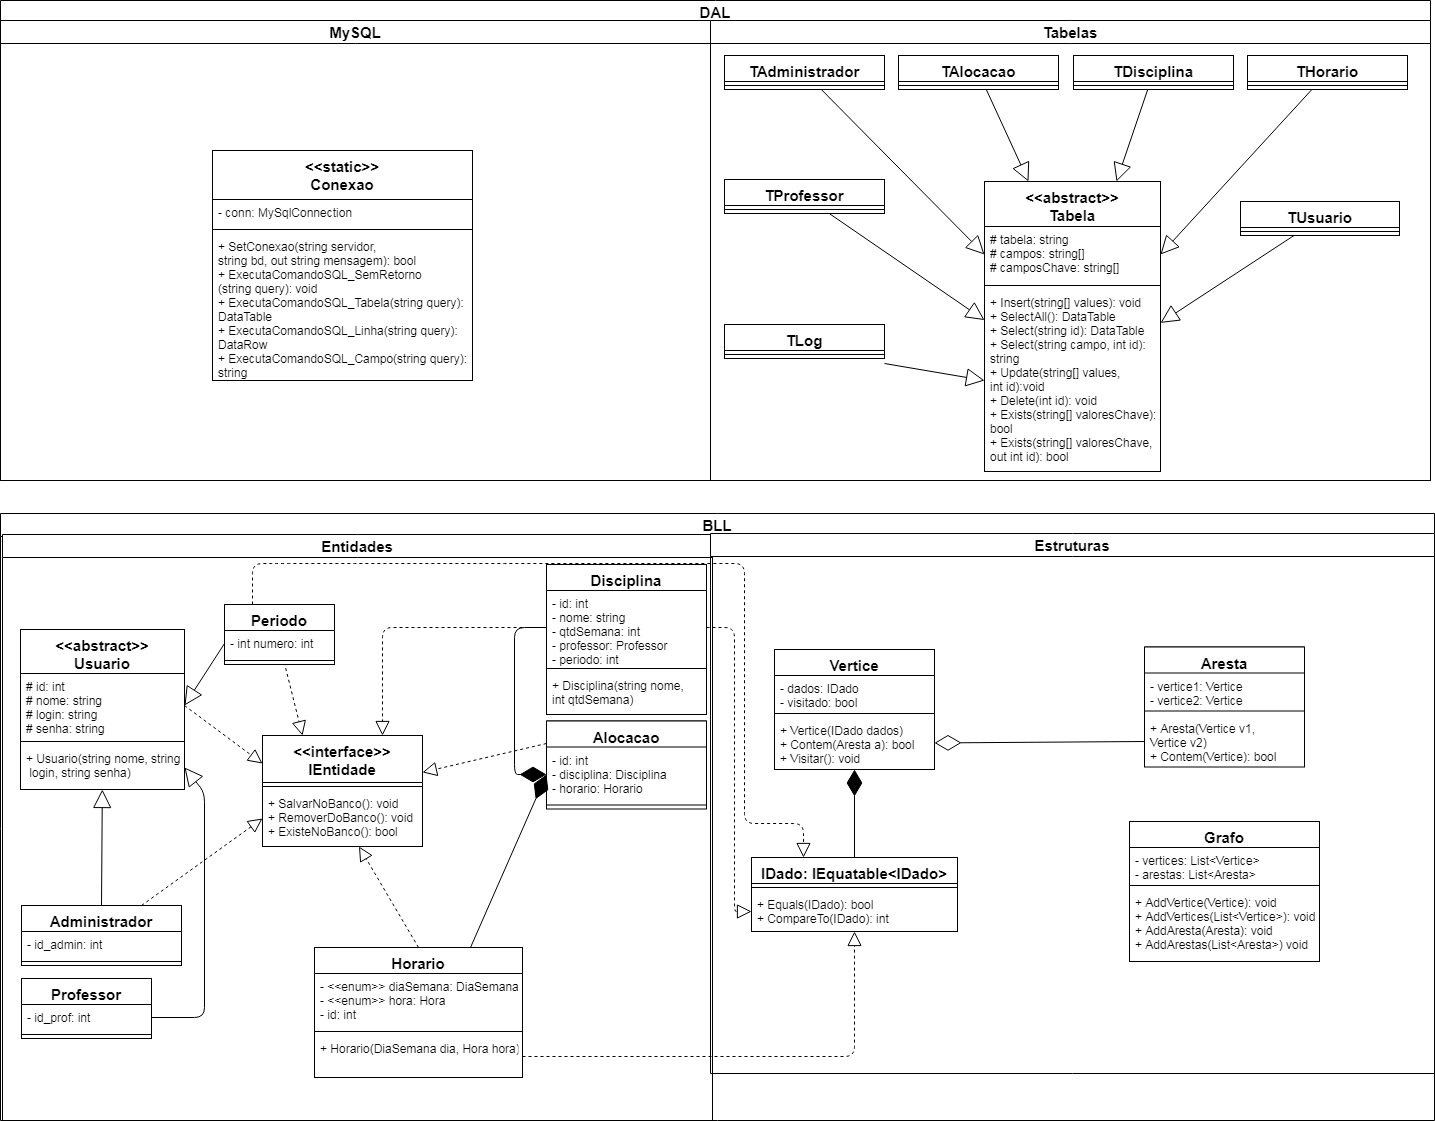 DAL
MySQL
Tabelas
<<static>>
Conexao
- conn: MySqlConnection
+ SetConexao(string servidor,
string bd, out string mensagem): bool
+ ExecutaComandoSQL_SemRetorno
(string query): void
+ ExecutaComandoSQL_Tabela(string query):
DataTable
+ ExecutaComandoSQL_Linha(string query):
DataRow
+ ExecutaComandoSQL_Campo(string query):
string
TAdministrador
TAlocacao
TDisciplina
THorario
TProfessor
TUsuario
TLog
<<abstract>>
Tabela
# tabela: string
# campos: string[]
# camposChave: string[]
+ Insert(string[] values): void
+ SelectAll(): DataTable
+ Select(string id): DataTable
+ Select(string campo, int id):
string
+ Update(string[] values,
int id):void
+ Delete(int id): void
+ Exists(string[] valoresChave):
bool
+ Exists(string[] valoresChave,
out int id): bool
BLL
Entidades
Estruturas
<<abstract>>
Usuario
# id: int
# nome: string
# login: string
# senha: string
+ Usuario(string nome, string
login, string senha)
Periodo
- int numero: int
Disciplina
- id: int
- nome: string
- qtdSemana: int
- professor: Professor
- periodo: int
+ Disciplina(string nome,
int qtdSemana)
<<interface>>
IEntidade
+ SalvarNoBanco(): void
+ RemoverDoBanco(): void
+ ExisteNoBanco(): bool
Alocacao
- id: int
- disciplina: Disciplina
- horario: Horario
Administrador
- id_admin: int
Professor
- id_prof: int
Horario
- <<enum>> diaSemana: DiaSemana
- <<enum>> hora: Hora
- id: int
+ Horario(DiaSemana dia, Hora hora)
Vertice
- dados: IDado
- visitado: bool
+ Vertice(IDado dados)
+ Contem(Aresta a): bool
+ Visitar(): void
Aresta
- vertice1: Vertice
- vertice2: Vertice
+ Aresta(Vertice v1,
Vertice v2)
+ Contem(Vertice): bool
IDado: IEquatable<IDado>
+ Equals(IDado): bool
+ CompareTo(IDado): int
Grafo
- vertices: List<Vertice>
- arestas: List<Aresta>
+ AddVertice(Vertice): void
+ AddVertices(List<Vertice>): void
+ AddAresta(Aresta): void
+ AddArestas(List<Aresta>) void